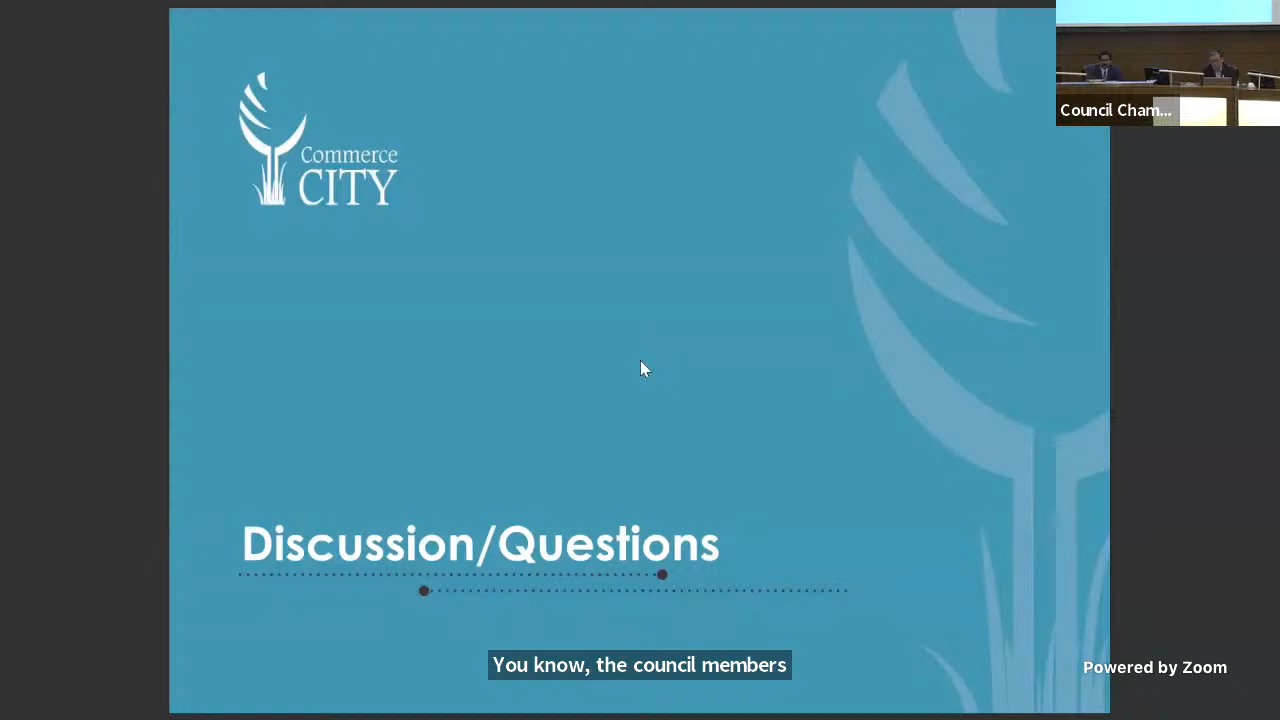 Council Cham...
Commerce
CITY
Discussion/Questions
You know, the council members
Powered by Zoom